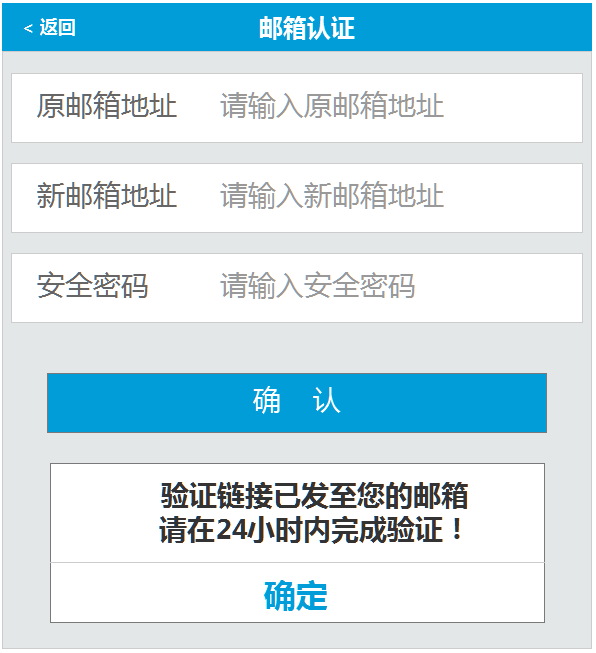 < 返回 邮箱认证
原邮箱地址 请输入原邮箱地址
新邮箱地址 请输入新邮箱地址
安全密码 请输入安全密码
确 认
验证链接已发至您的邮箱
请在24小时内完成验证！
确定